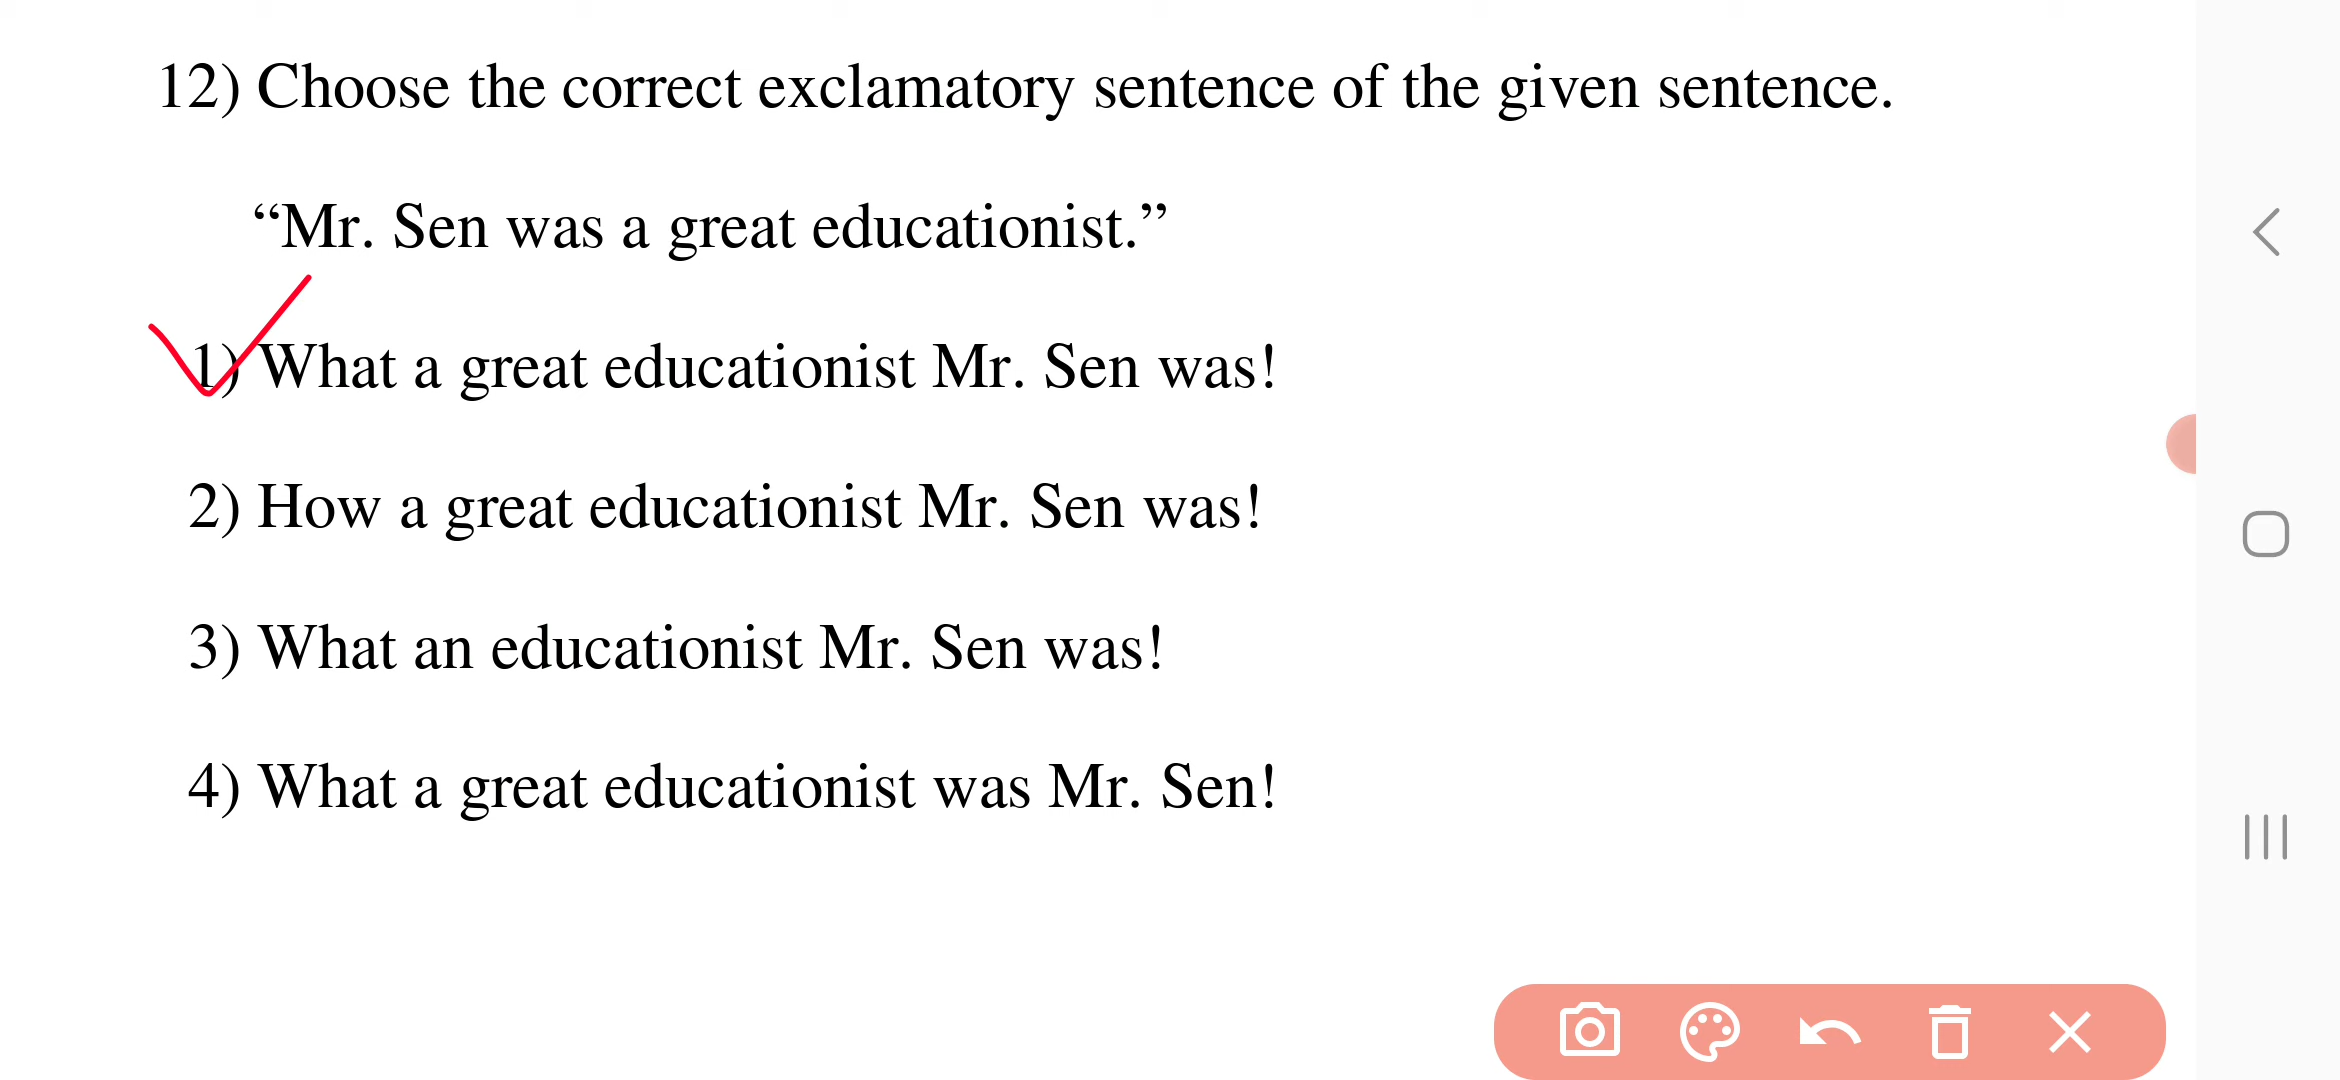 12) Choose the correct exclamatory sentence of the given sentence.
“Mr. Sen was a great educationist.”
1) What a great educationist Mr. Sen was!
2) How a great educationist Mr. Sen was!
3) What an educationist Mr. Sen was!
4) What a great educationist was Mr. Sen!